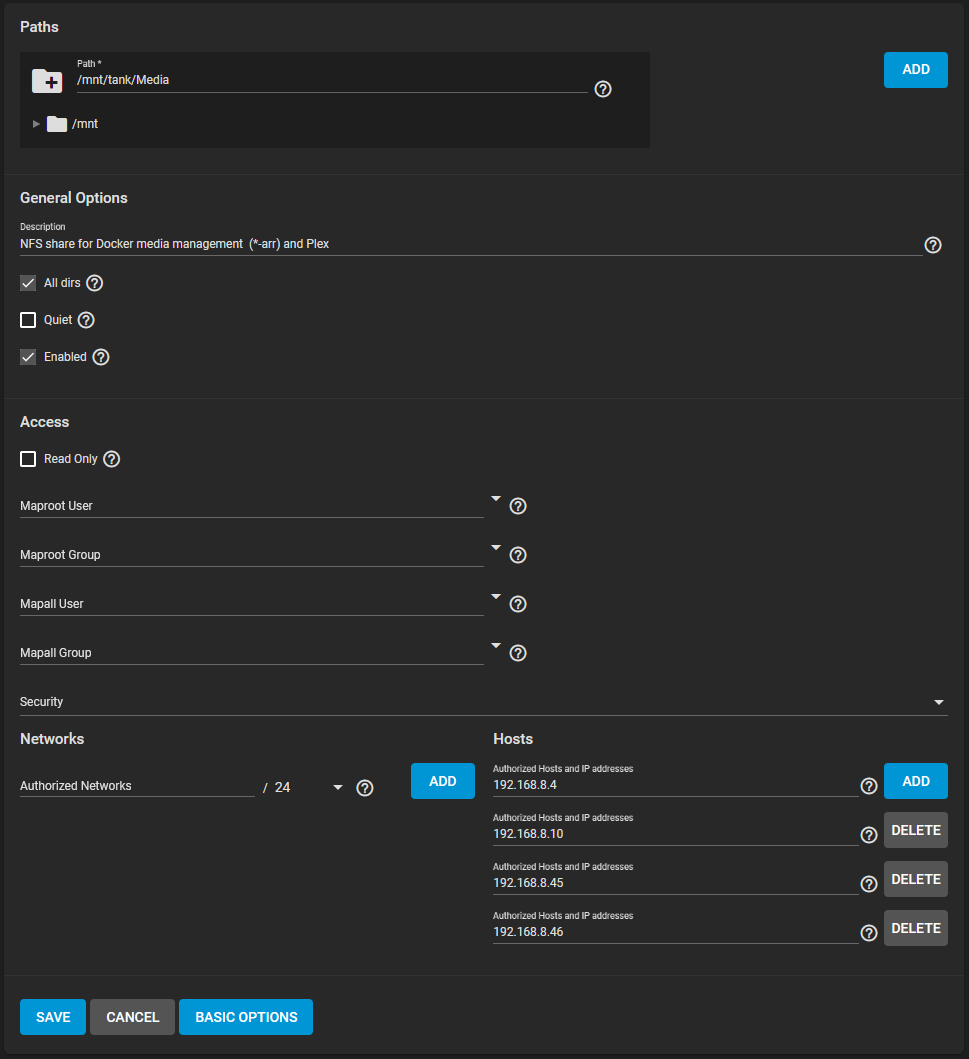 Paths
Path *
/mnt/tank/Media
ADD
/mnt
General Options
Description
NFS share for Docker media management  (*-arr) and Plex
All dirs
Quiet
Enabled
Access
Read Only
Maproot User
Maproot Group
Mapall User
Mapall Group
Security
Networks
Authorized Networks
/ 24
ADD
Hosts
Authorized Hosts and IP addresses
192.168.8.4
ADD
Authorized Hosts and IP addresses
192.168.8.10
DELETE
Authorized Hosts and IP addresses
192.168.8.45
DELETE
Authorized Hosts and IP addresses
192.168.8.46
DELETE
SAVE
CANCEL
BASIC OPTIONS